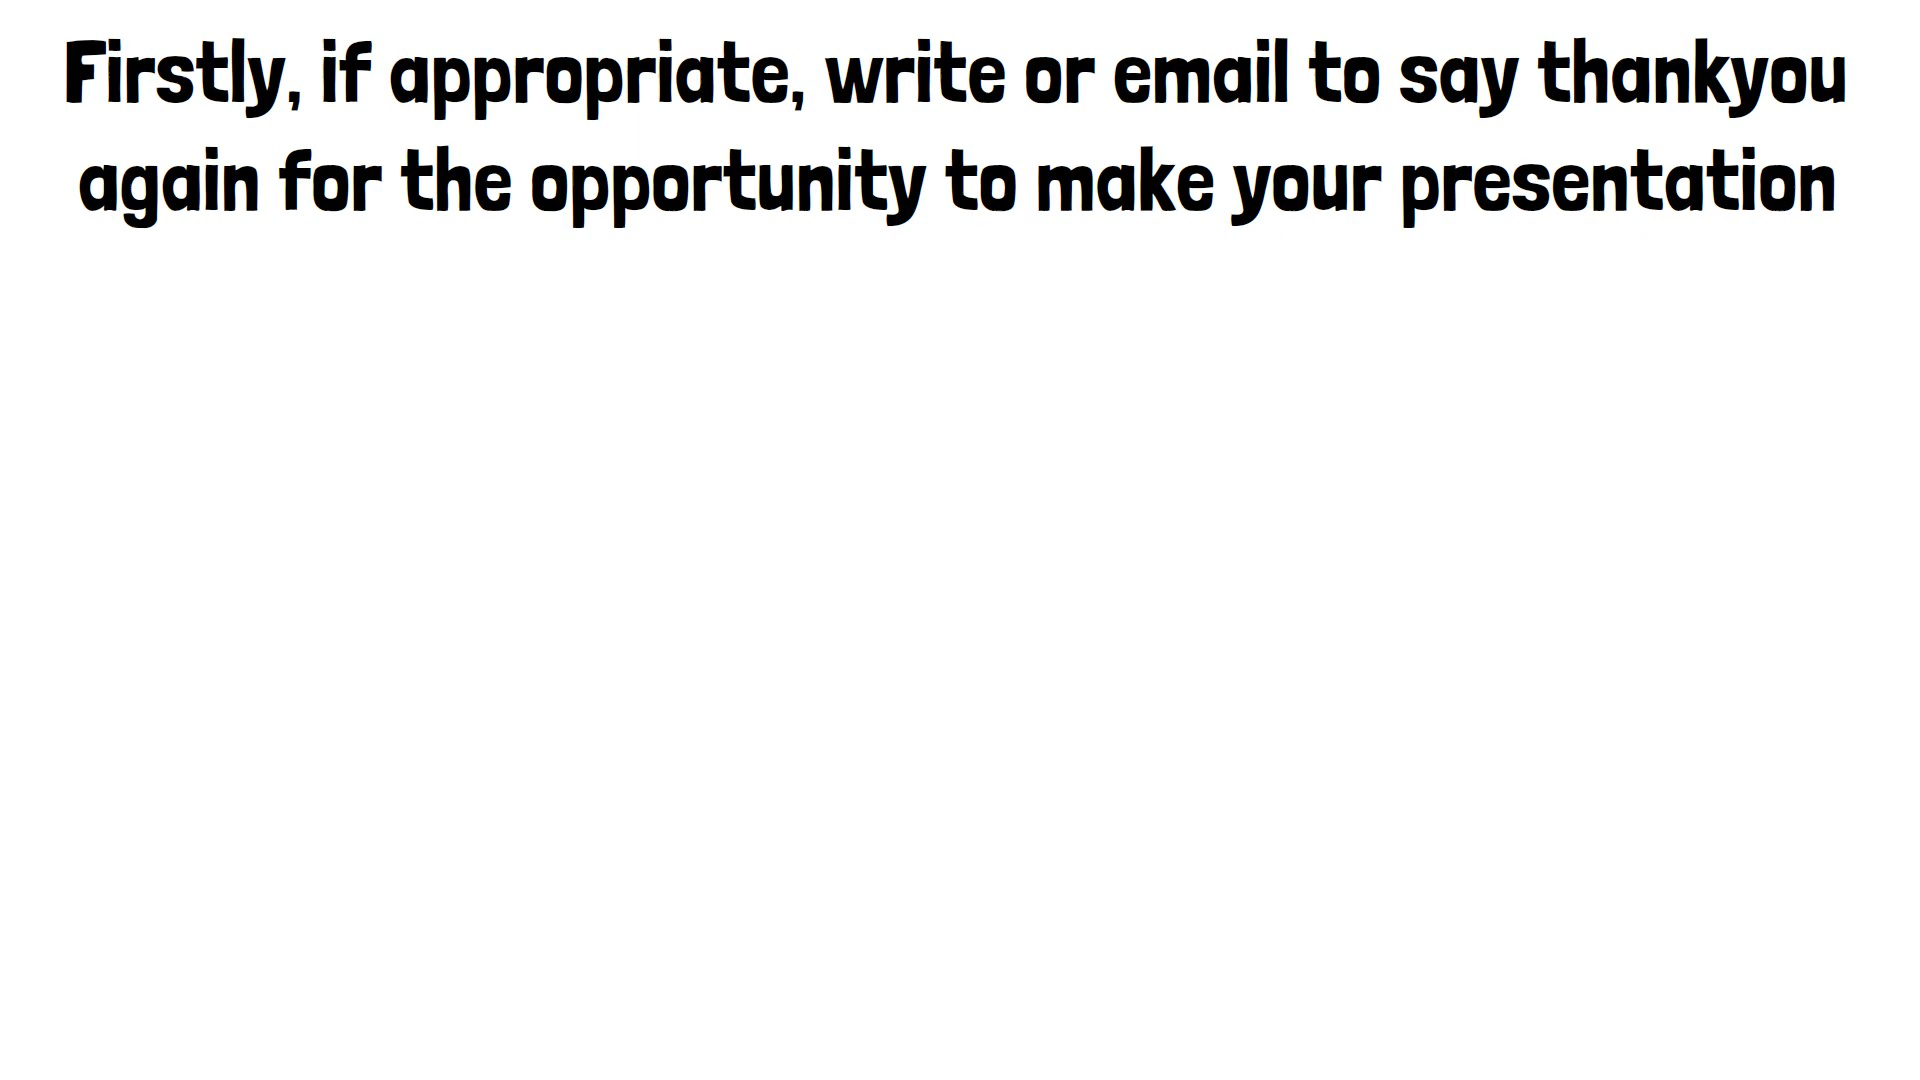 Firstly, if appropriate, write or email to say thankyou
again for the opportunity to make your presentation